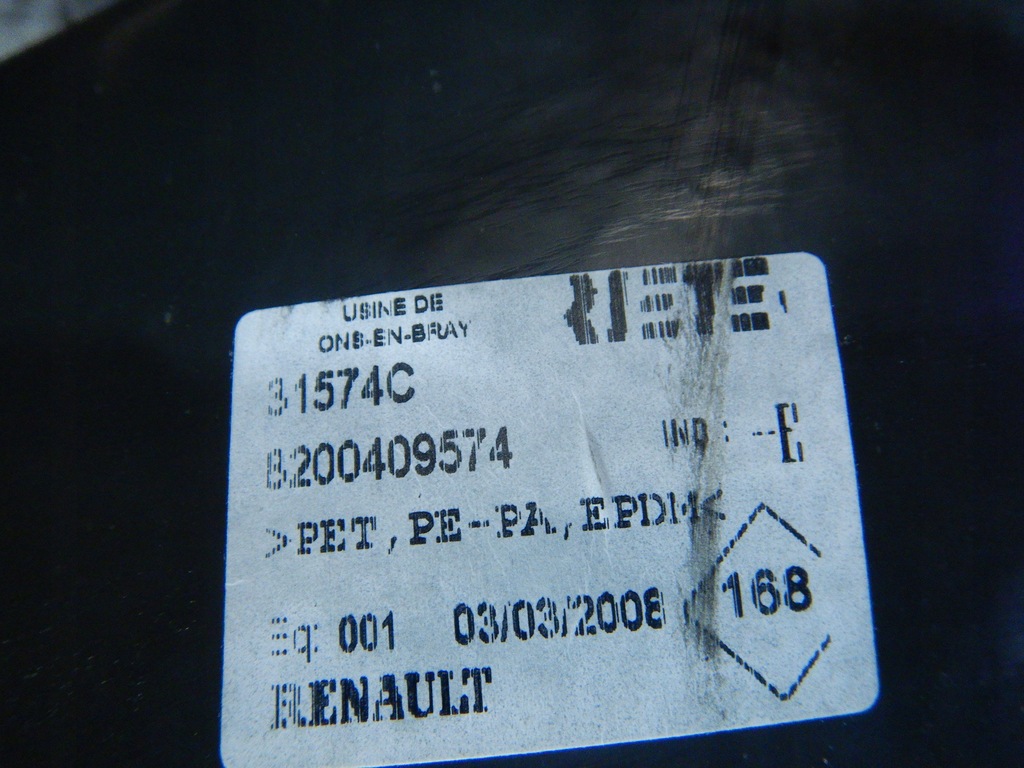 USINE DE
ONS-EN-BRAY
31574C
8200409574
IND : --E
>PET,PE-PA,EPDM<
168
Eq: 001 03/03/2008
RENAULT